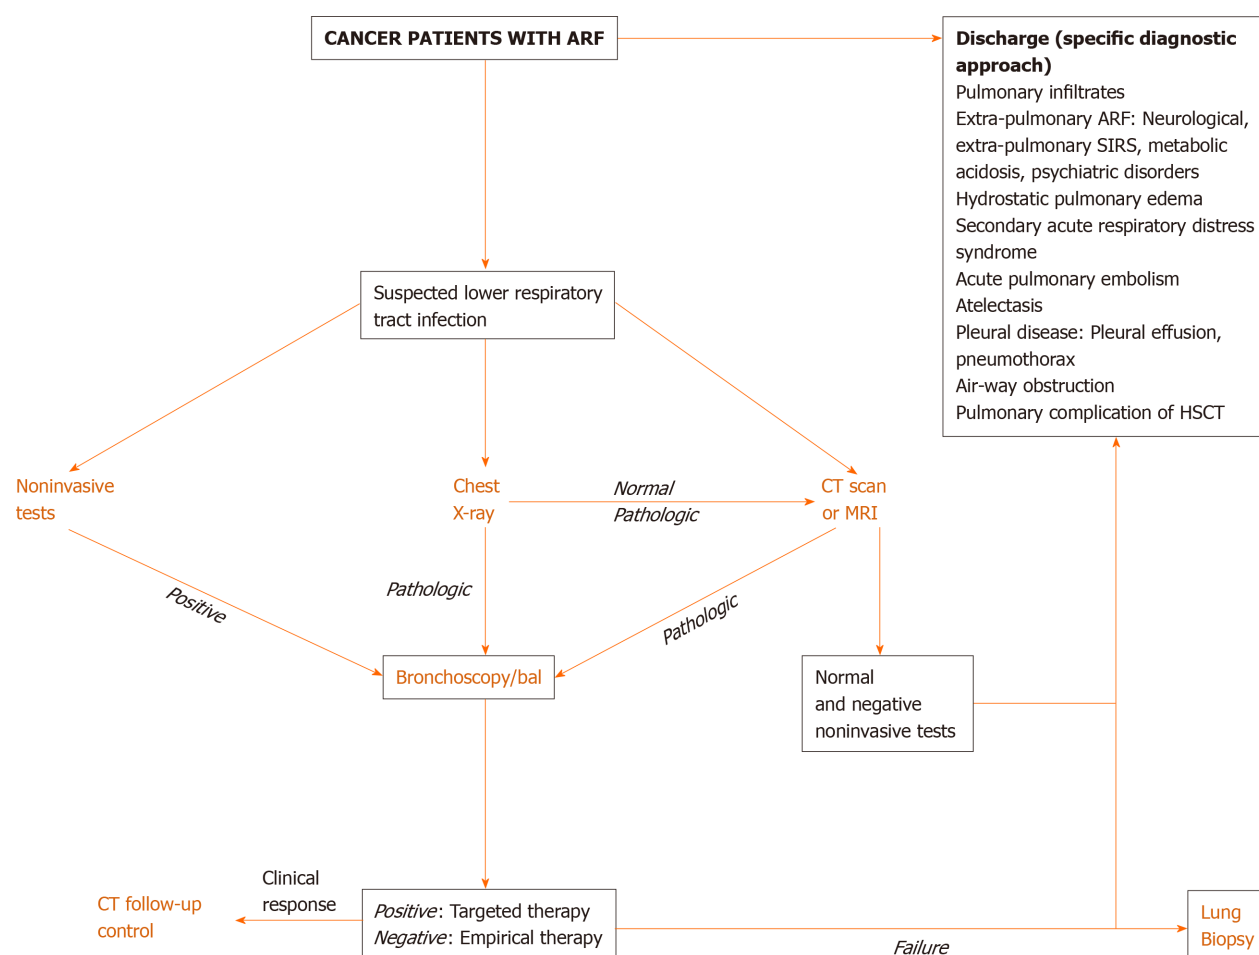 CANCER PATIENTS WITH ARF
Discharge (specific diagnostic
approach)
Pulmonary infiltrates
Extra-pulmonary ARF: Neurological,
extra-pulmonary SIRS, metabolic
acidosis, psychiatric disorders
Hydrostatic pulmonary edema
Secondary acute respiratory distress
syndrome
Acute pulmonary embolism
Atelectasis
Pleural disease: Pleural effusion,
pneumothorax
Air-way obstruction
Pulmonary complication of HSCT
Suspected lower respiratory
tract infection
Noninvasive
tests
Chest
X-ray
Normal
Pathologic
CT scan
or MRI
Positive
Pathologic
Pathologic
Bronchoscopy/bal
Normal
and negative
noninvasive tests
CT follow-up
control
Clinical
response
Positive: Targeted therapy
Negative: Empirical therapy
Failure
Lung
Biopsy